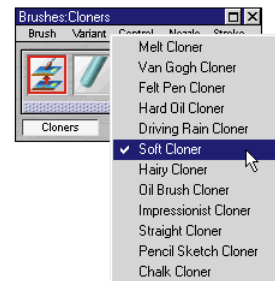 Brushes:Cloners
Brush Variant Control Nozzle Stroke
Melt Cloner
Van Gogh Cloner
Felt Pen Cloner
Hard Oil Cloner
Driving Rain Cloner
Soft Cloner
Hairy Cloner
Oil Brush Cloner
Impressionist Cloner
Straight Cloner
Pencil Sketch Cloner
Chalk Cloner
Cloners